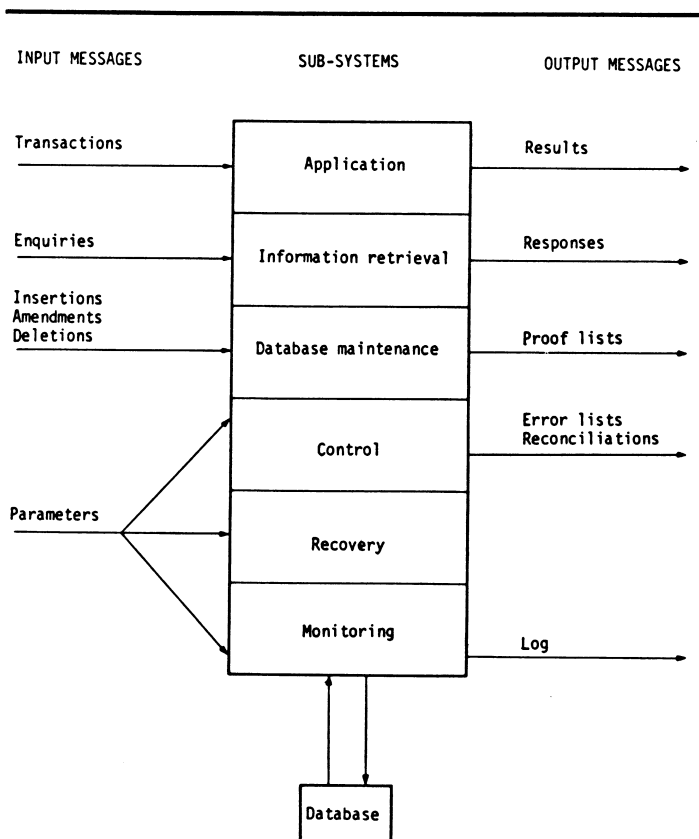 INPUT MESSAGES
SUB-SYSTEMS
OUTPUT MESSAGES
Transactions
Application
Results
Enquiries
Information retrieval
Responses
Insertions
Amendments
Deletions
Database maintenance
Proof lists
Control
Error lists
Reconciliations
Parameters
Recovery
Monitoring
Log
Database